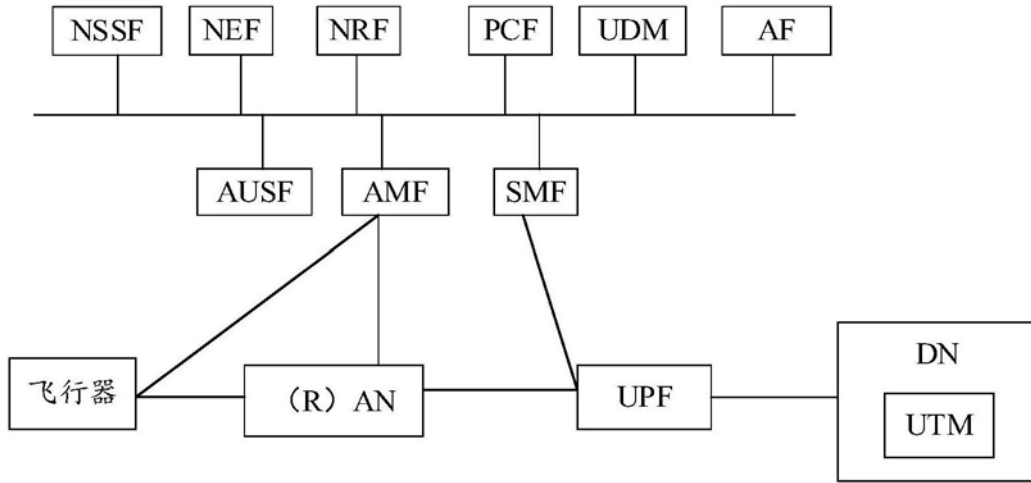 NSSF NEF NRF PCF UDM AF
AUSF AMF SMF
DN
飞行器 （R）AN UPF
UTM